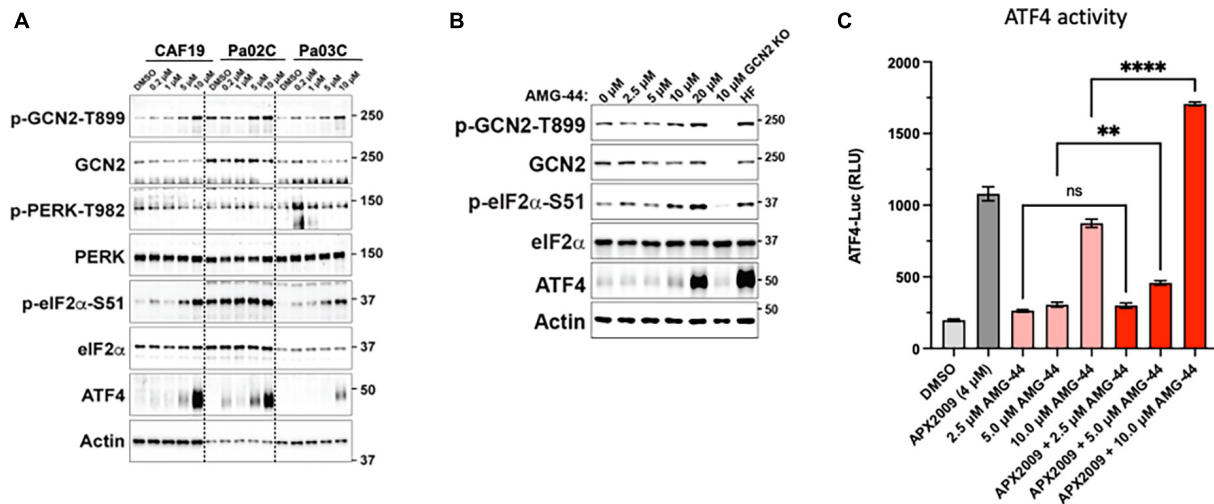 A
CAF19 Pa02C Pa03C
DMSO 0.2 µM 1 µM 5 µM 10 µM DMSO 0.2 µM 1 µM 5 µM 10 µM DMSO 0.2 µM 1 µM 5 µM 10 µM
p-GCN2-T899 250
GCN2 250
p-PERK-T982 150
PERK 150
p-eIF2α-S51 37
eIF2α 37
ATF4 50
Actin
37
B
AMG-44: 0 µM 2.5 µM 5 µM 10 µM 20 µM 10 µM GCN2 KO HF
p-GCN2-T899 250
GCN2 250
p-eIF2α-S51 37
eIF2α 37
ATF4 50
50
Actin
C
ATF4 activity
ATF4-Luc (RLU)
2000
1500
1000
500
0
****
**
ns
DMSO
APX2009 (4 µM)
2.5 µM AMG-44
5.0 µM AMG-44
10.0 µM AMG-44
APX2009 + 2.5 µM AMG-44
APX2009 + 5.0 µM AMG-44
APX2009 + 10.0 µM AMG-44